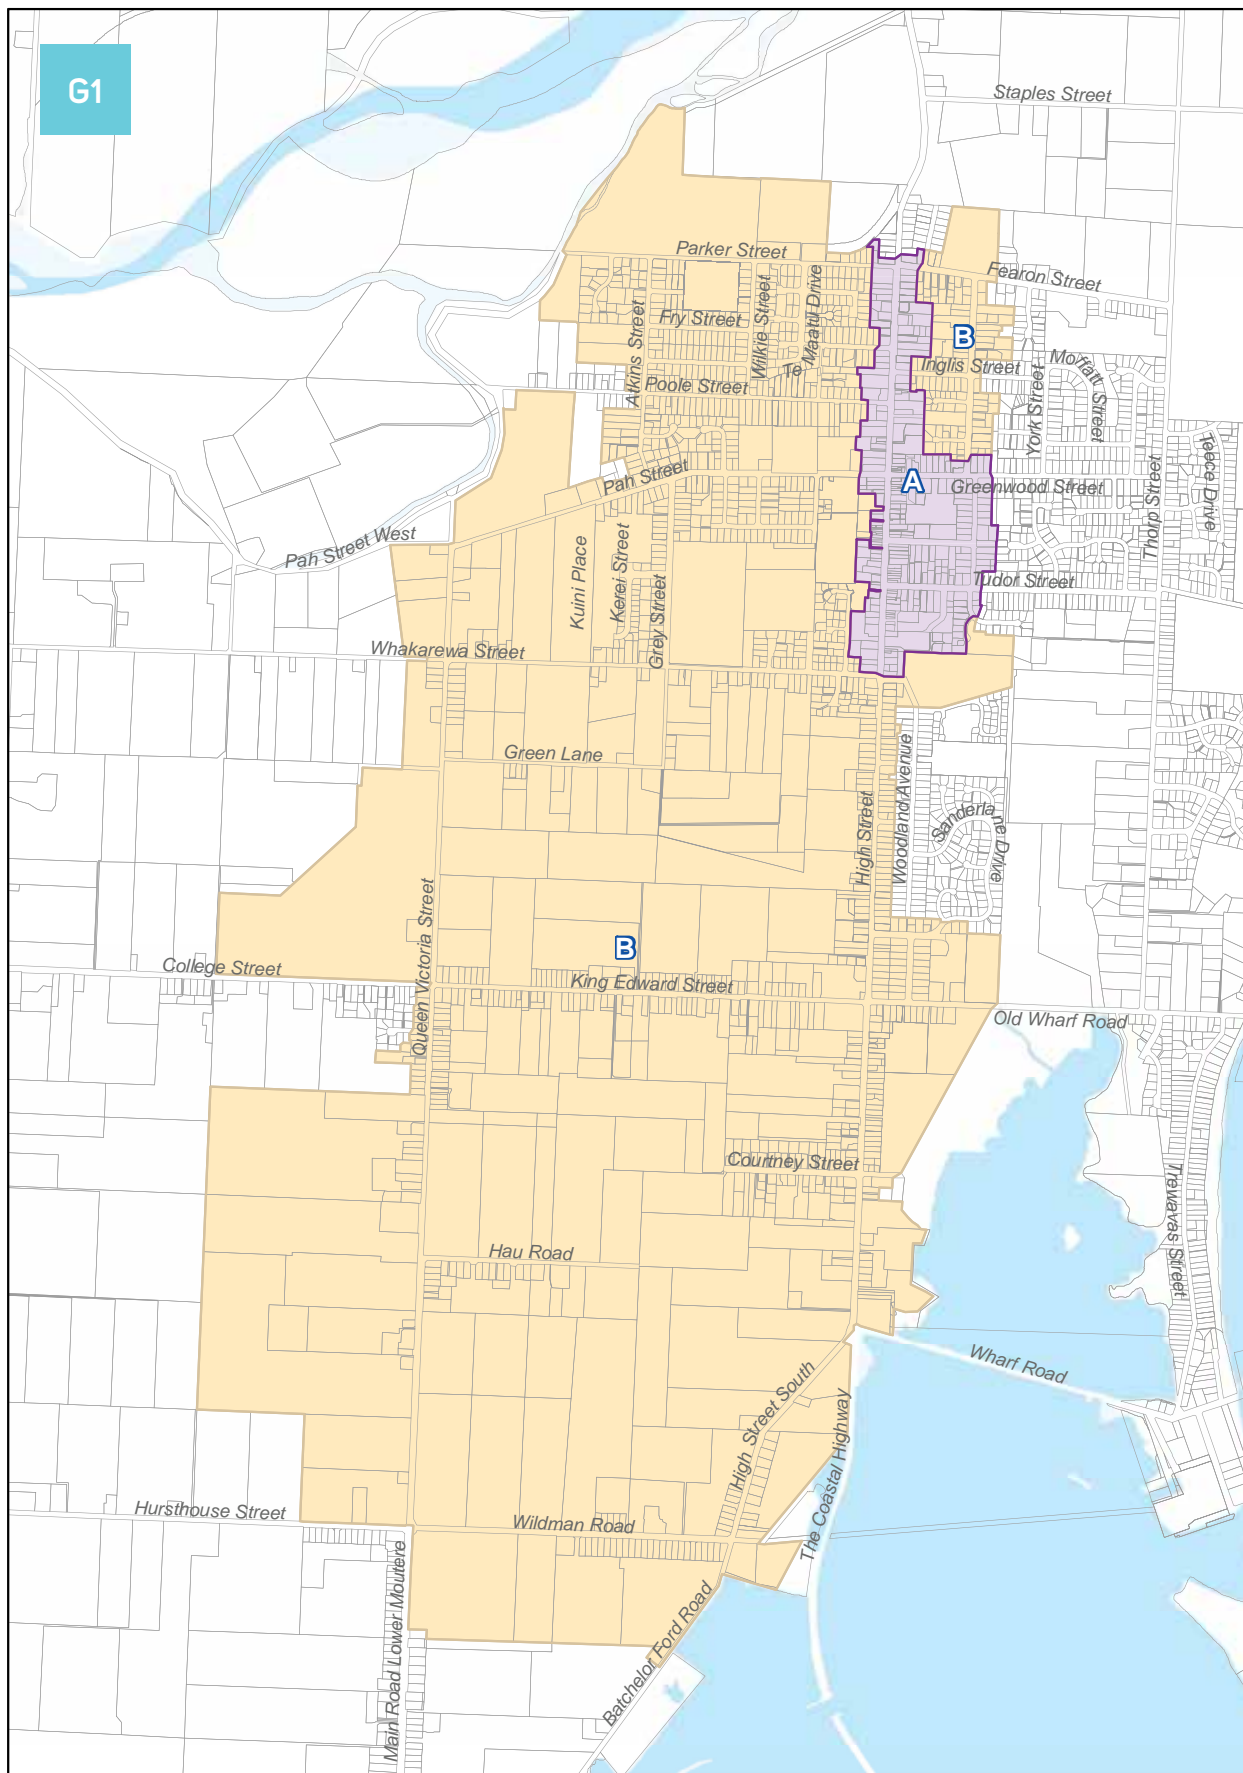 G1
Staples Street
Parker Street
Fearon Street
Atkins Street
Fry Street
Wilkie Street
Te Maatu Drive
B
Inglis Street
Moffatt Street
Poole Street
York Street
Teece Drive
Pah Street
A
Greenwood Street
Thorp Street
Pah Street West
Kuini Place
Kerei Street
Grey Street
Tudor Street
Whakarewa Street
Green Lane
High Street
Woodland Avenue
Sanderlane Drive
Queen Victoria Street
B
College Street
King Edward Street
Old Wharf Road
Courtney Street
Trewavas Street
Hau Road
Wharf Road
High Street South
The Coastal Highway
Hursthouse Street
Wildman Road
Main Road Lower Moutere
Batchelor Ford Road